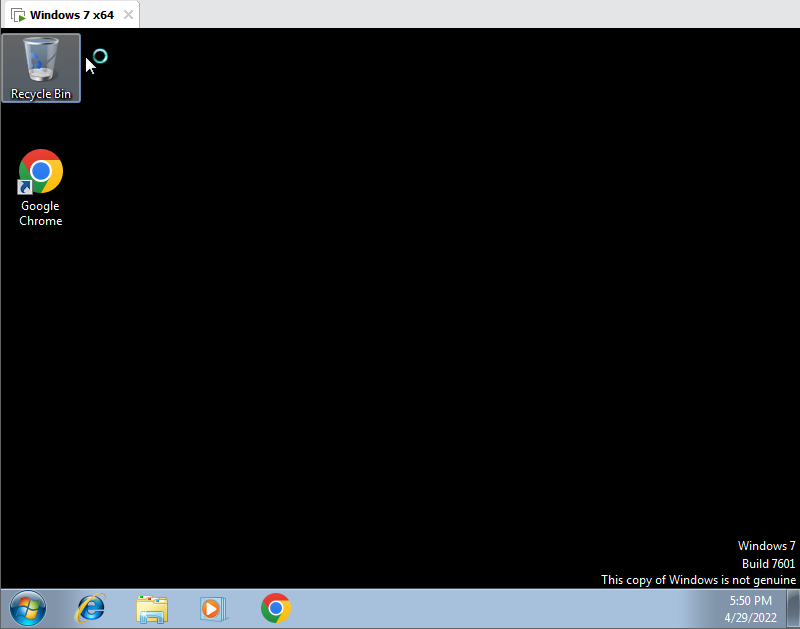 Windows 7 x64
Recycle Bin
Google
Chrome
Windows 7
Build 7601
This copy of Windows is not genuine
5:50 PM
4/29/2022